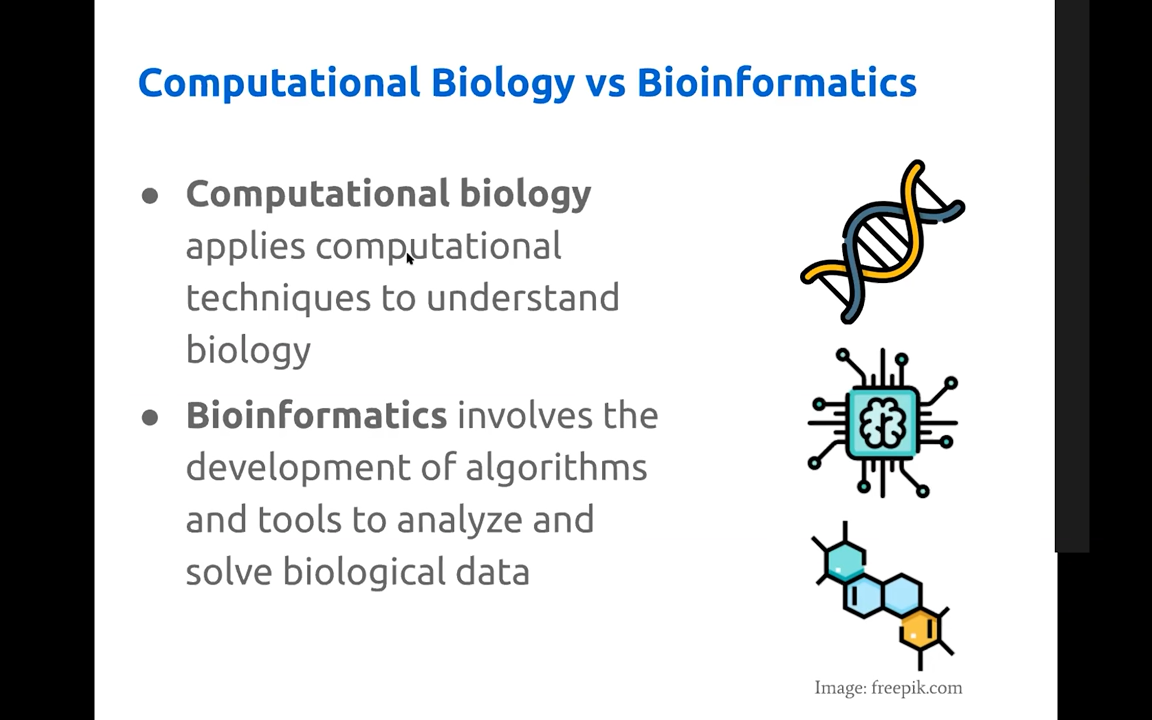 Computational Biology vs Bioinformatics
● Computational biology
applies computational
techniques to understand
biology
● Bioinformatics involves the
development of algorithms
and tools to analyze and
solve biological data
Image: freepik.com